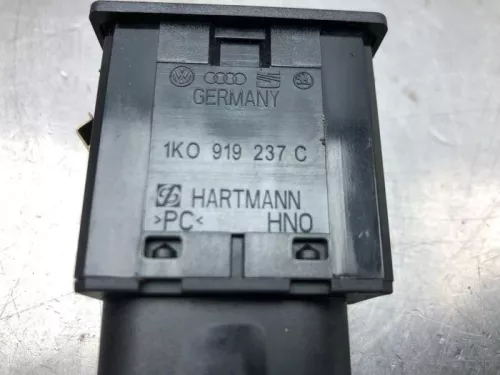 GERMANY
1KO 919 237 C
HARTMANN
>PC< HNO